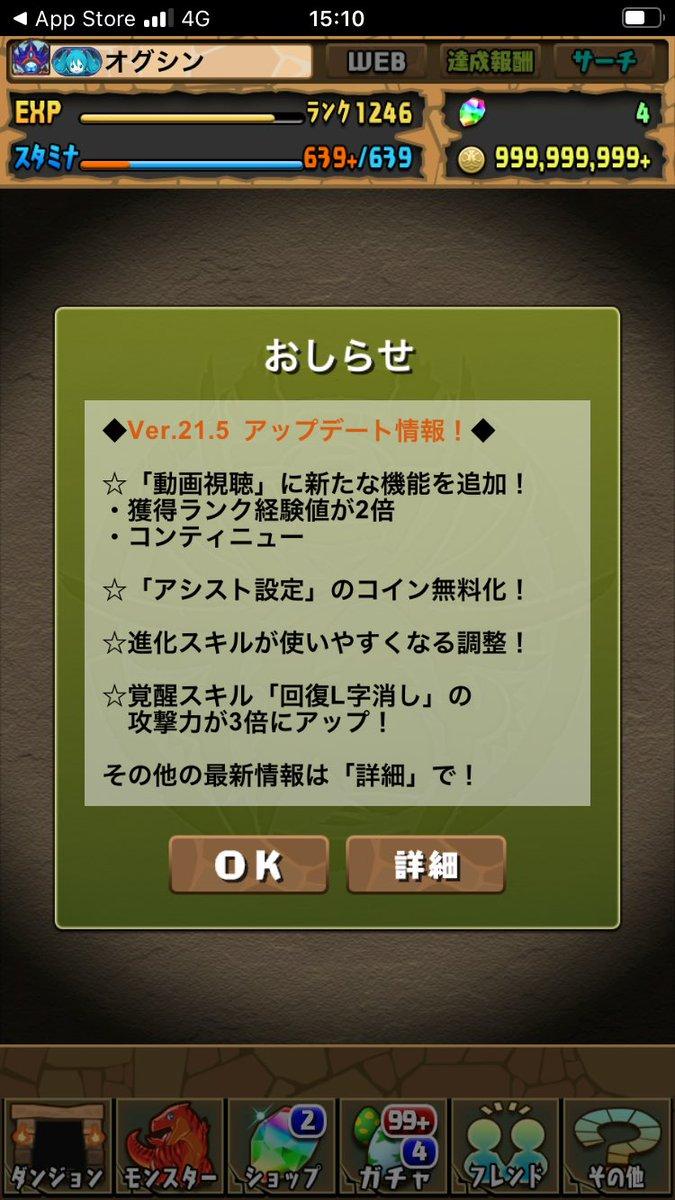 ◀ App Store 4G 15:10
オグシン WEB 達成報酬 サーチ
EXP ランク1246 4
スタミナ 639+/639 999,999,999+
おしらせ
◆Ver.21.5 アップデート情報！◆
☆「動画視聴」に新たな機能を追加！
・獲得ランク経験値が2倍
・コンティニュー
☆「アシスト設定」のコイン無料化！
☆進化スキルが使いやすくなる調整！
☆覚醒スキル「回復L字消し」の
攻撃力が3倍にアップ！
その他の最新情報は「詳細」で！
OK 詳細
2 99+ 4
ダンジョン モンスター ショップ ガチャ フレンド その他